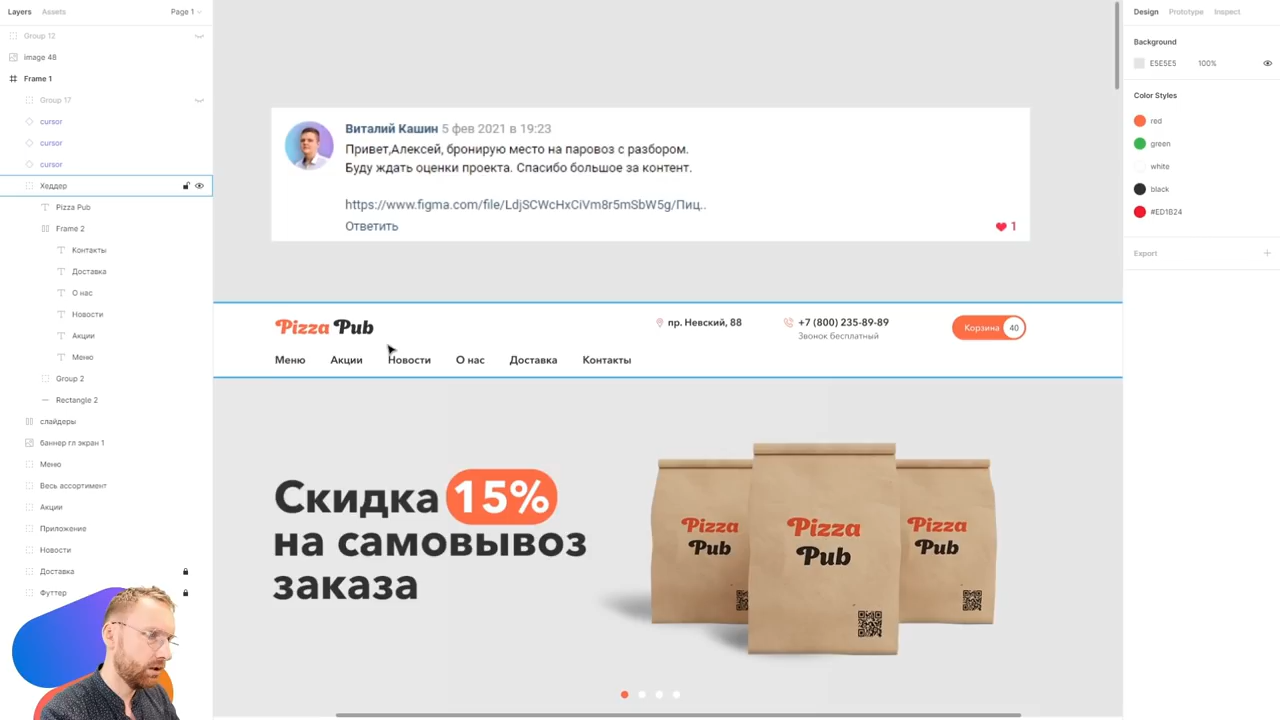 Layers
Assets
Page 1
Group 12
image 48
Frame 1
Group 17
cursor
cursor
cursor
Хеддер
Pizza Pub
Frame 2
Контакты
Доставка
О нас
Новости
Акции
Меню
Group 2
Rectangle 2
слайдеры
баннер гл экран 1
Меню
Весь ассортимент
Акции
Приложение
Новости
Доставка
Футтер
Виталий Кашин 5 фев 2021 в 19:23
Привет,Алексей, бронирую место на паровоз с разбором.
Буду ждать оценки проекта. Спасибо большое за контент.
https://www.figma.com/file/LdjSCWcHxCiVm8r5mSbW5g/Пиц..
Ответить
1
Pizza Pub
пр. Невский, 88
+7 (800) 235-89-89
Звонок бесплатный
Корзина 40
Меню Акции Новости О нас Доставка Контакты
Скидка 15%
на самовывоз
заказа
Pizza
Pub
Pizza
Pub
Pizza
Pub
Design
Prototype
Inspect
Background
E5E5E5 100%
Color Styles
red
green
white
black
#ED1B24
Export